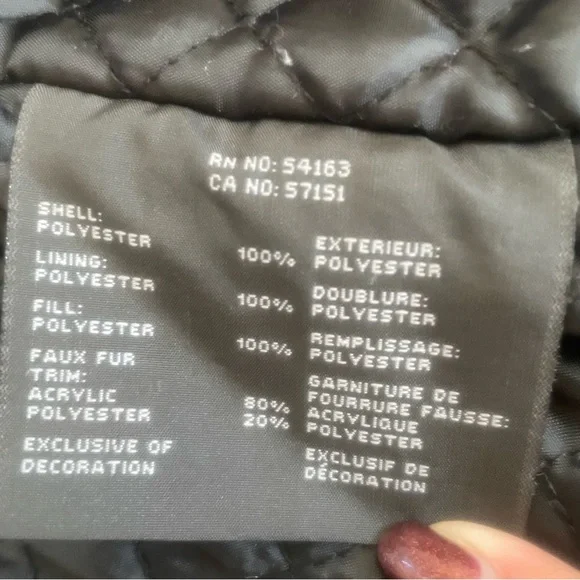 RN NO: 54163
CA NO: 57151
SHELL:
POLYESTER 100%
LINING:
POLYESTER 100%
FILL:
POLYESTER 100%
FAUX FUR
TRIM:
ACRYLIC 80%
POLYESTER 20%
EXCLUSIVE OF
DECORATION
EXTERIEUR:
POLYESTER
DOUBLURE:
POLYESTER
REMPLISSAGE:
POLYESTER
GARNITURE DE
FOURRURE FAUSSE:
ACRYLIQUE
POLYESTER
EXCLUSIF DE
DÉCORATION